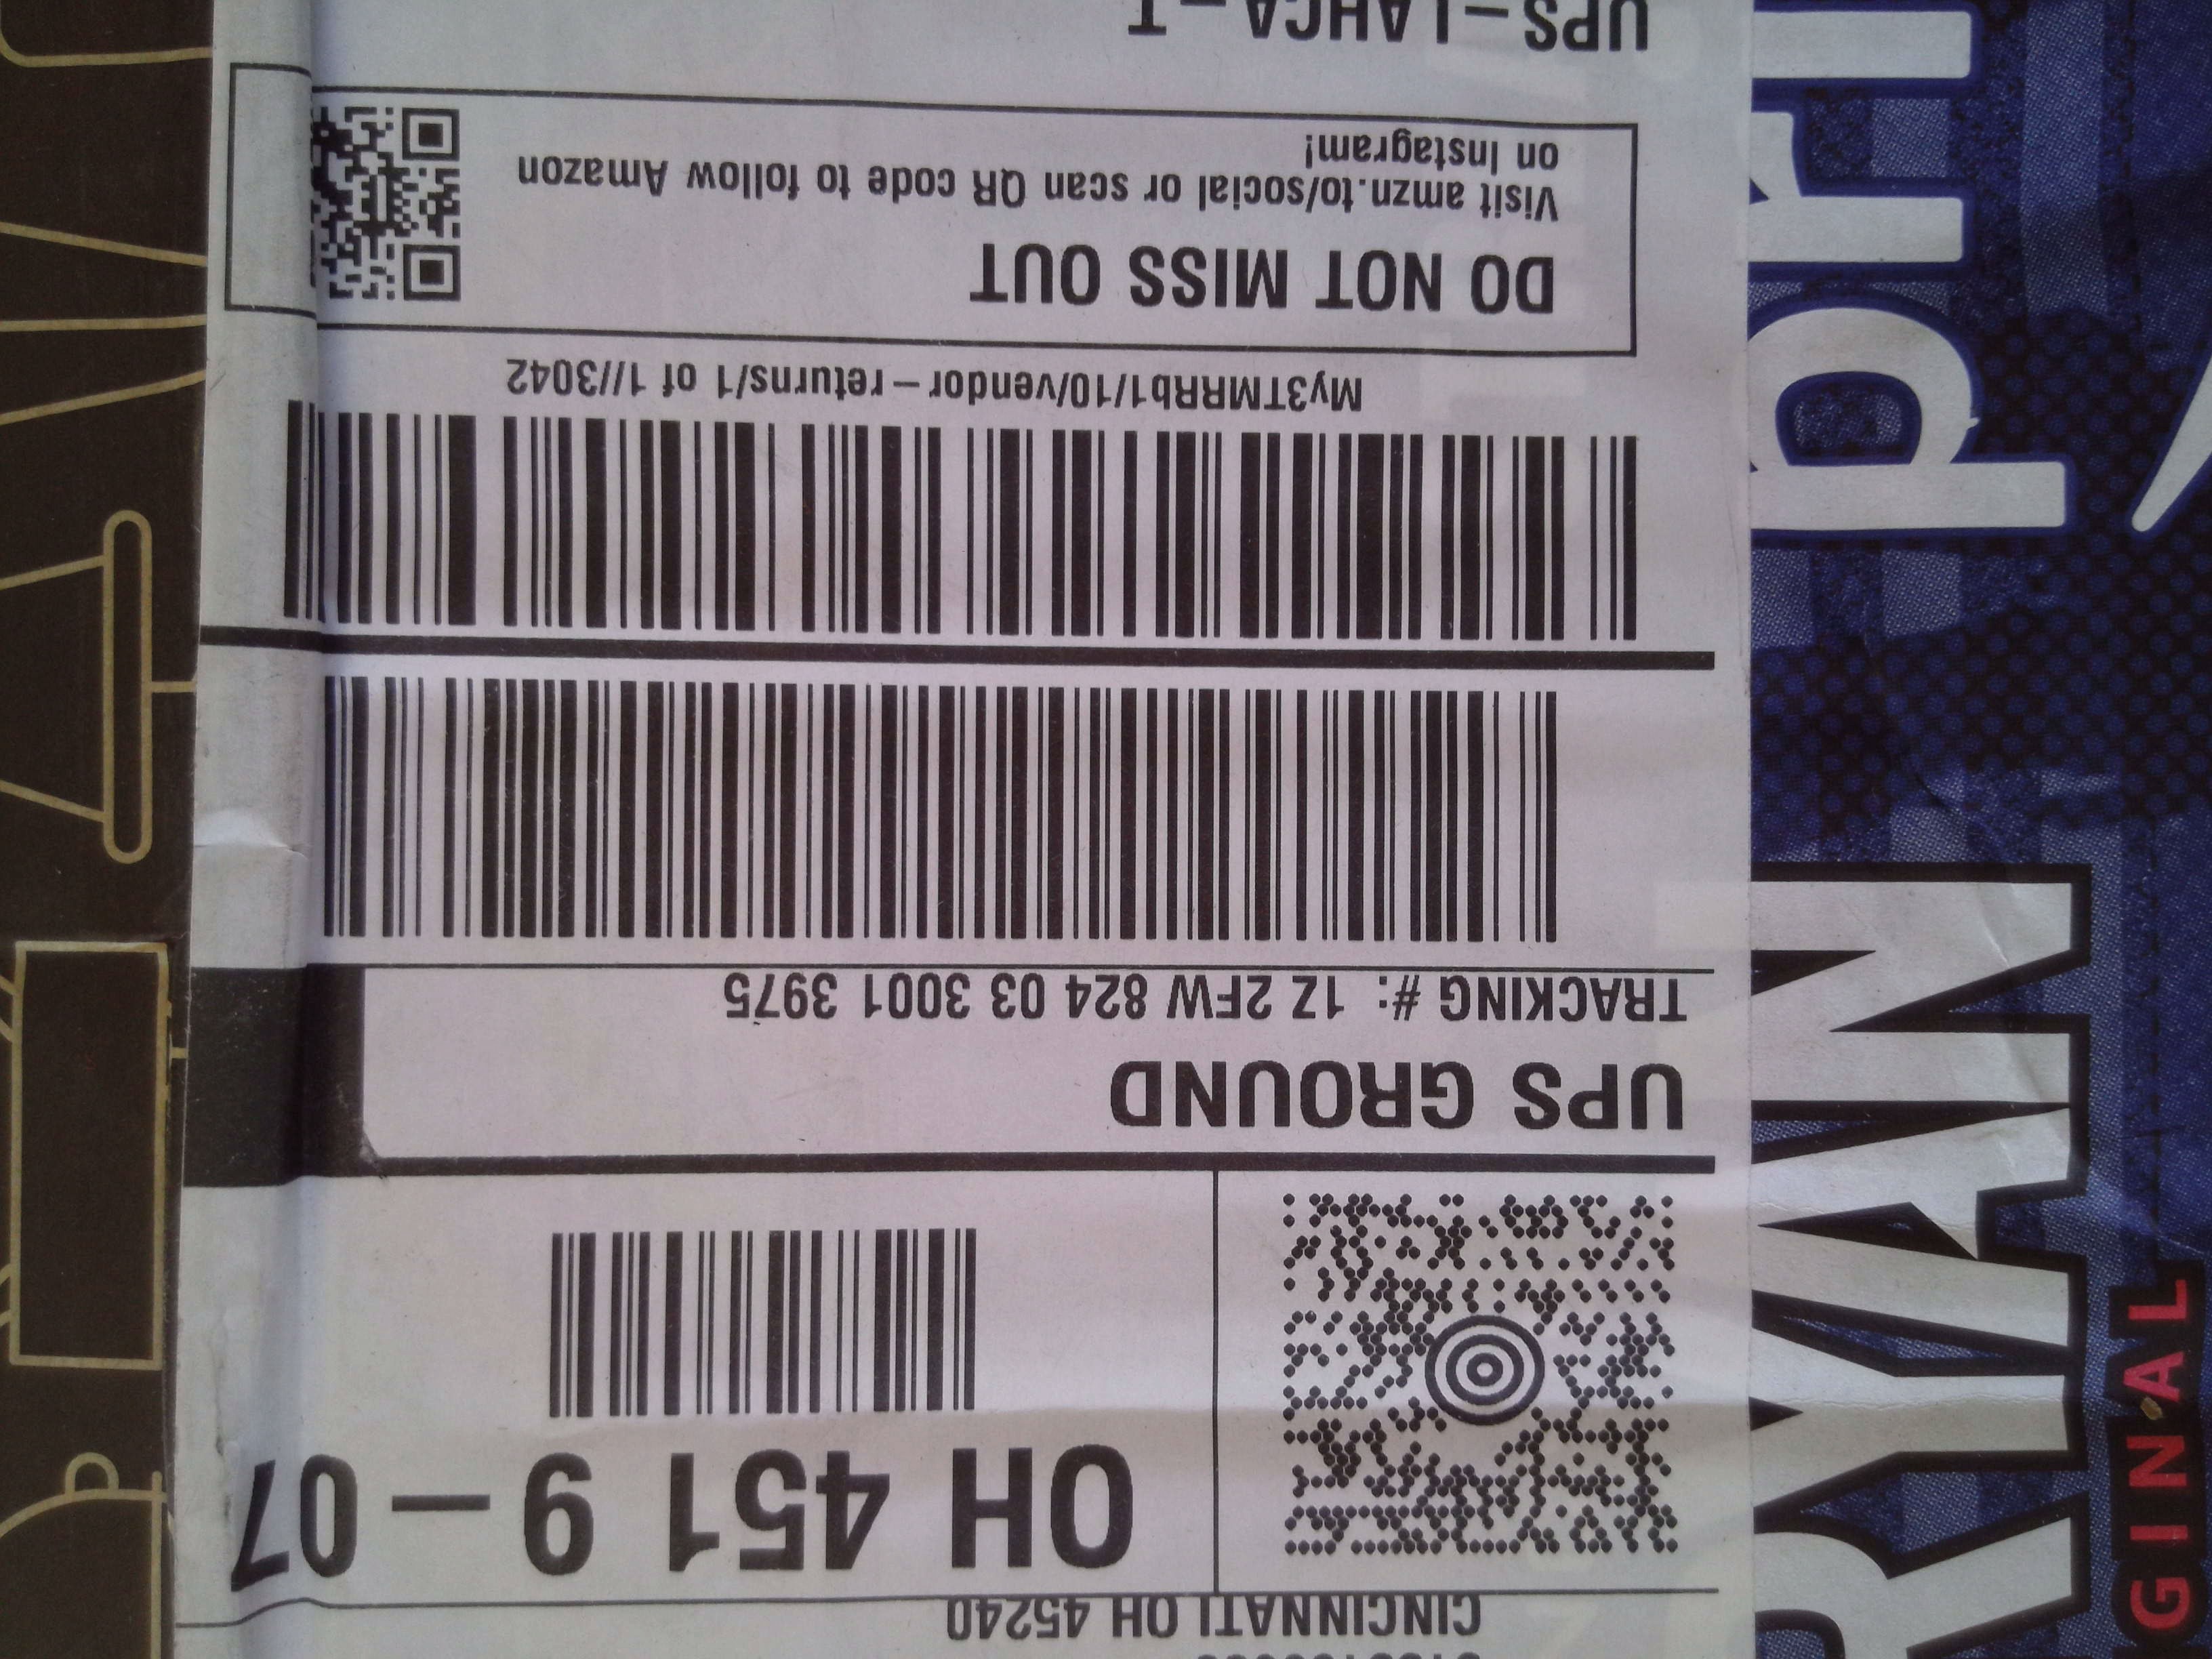 CINCINNATI OH 45240
OH 451 9-07
UPS GROUND
TRACKING #: 1Z 2FW 824 03 3001 3975
My3TMRRb1/10/vendor-returns/1 of 1//3042
DO NOT MISS OUT
Visit amzn.to/social or scan QR code to follow Amazon
on Instagram!
UPS-LAHCA-T
RYAN
GINAL